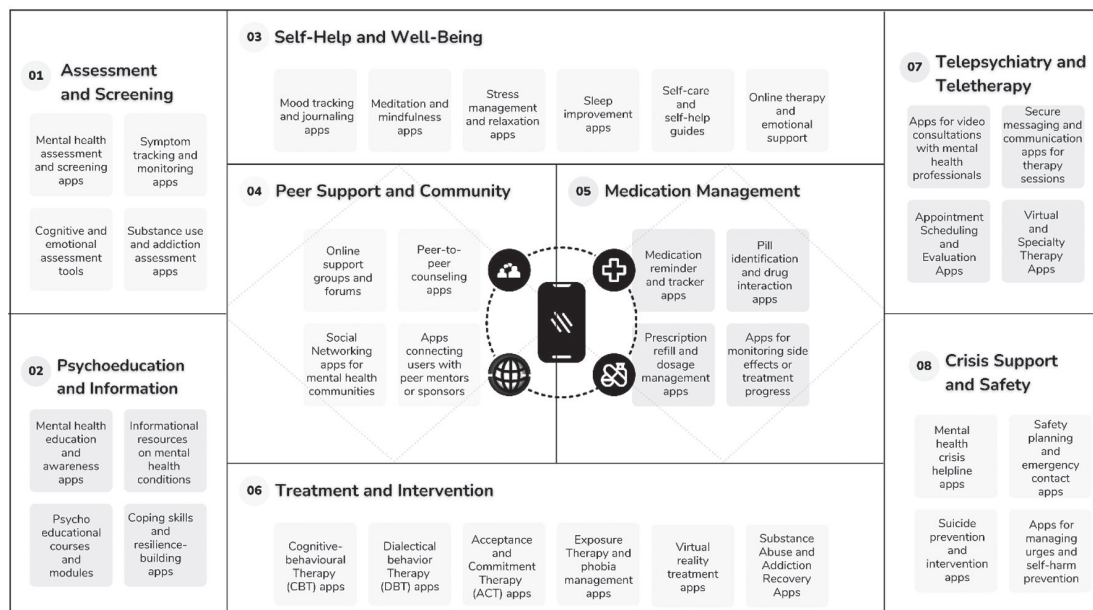 01 Assessment
and Screening
Mental health
assessment
and screening
apps
Symptom
tracking and
monitoring
apps
Cognitive and
emotional
assessment
tools
Substance use
and addiction
assessment
apps
02 Psychoeducation
and Information
Mental health
education
and
awareness
apps
Informational
resources
on mental
health
conditions
Psycho
educational
courses
and
modules
Coping skills
and
resilience-
building
apps
03 Self-Help and Well-Being
Mood tracking
and journaling
apps
Meditation and
mindfulness
apps
Stress
management
and relaxation
apps
Sleep
improvement
apps
Self-care
and
self-help
guides
Online therapy
and
emotional
support
04 Peer Support and Community
Online
support
groups and
forums
Peer-to-
peer
counseling
apps
Social
Networking
apps for
mental health
communities
Apps
connecting
users with
peer mentors
or sponsors
05 Medication Management
Medication
reminder
and tracker
apps
Pill
identification
and drug
interaction
apps
Prescription
refill and
dosage
management
apps
Apps for
monitoring side
effects or
treatment
progress
06 Treatment and Intervention
Cognitive-
behavioural
Therapy
(CBT) apps
Dialectical
behavior
Therapy
(DBT) apps
Acceptance
and
Commitment
Therapy
(ACT) apps
Exposure
Therapy and
phobia
management
apps
Virtual
reality
treatment
apps
Substance
Abuse and
Addiction
Recovery
Apps
07 Telepsychiatry and
Teletherapy
Apps for video
consultations
with mental
health
professionals
Secure
messaging and
communication
apps for
therapy
sessions
Appointment
Scheduling
and
Evaluation
Apps
Virtual
and
Specialty
Therapy
Apps
08 Crisis Support
and Safety
Mental
health
crisis
helpline
apps
Safety
planning
and
emergency
contact
apps
Suicide
prevention
and
intervention
apps
Apps for
managing
urges and
self-harm
prevention